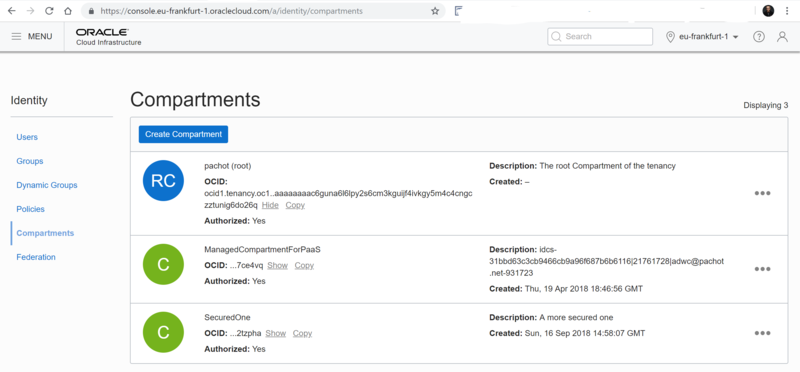 https://console.eu-frankfurt-1.oraclecloud.com/a/identity/compartments
MENU
ORACLE
Cloud Infrastructure
Search
eu-frankfurt-1
Identity
Users
Groups
Dynamic Groups
Policies
Compartments
Federation
Compartments
Displaying 3
Create Compartment
RC
pachot (root)
OCID:
ocid1.tenancy.oc1..aaaaaaaac6guna6l6lpy2s6cm3kguijf4ivkgy5m4c4cngc
zztunig6do26q Hide Copy
Authorized: Yes
Description: The root Compartment of the tenancy
Created: –
C
ManagedCompartmentForPaaS
OCID: ...7ce4vq Show Copy
Authorized: Yes
Description: idcs-
31bbd63c3cb9466cb9a96f687b6b6116|21761728|adwc@pachot
.net-931723
Created: Thu, 19 Apr 2018 18:46:56 GMT
C
SecuredOne
OCID: ...2tzpha Show Copy
Authorized: Yes
Description: A more secured one
Created: Sun, 16 Sep 2018 14:58:07 GMT